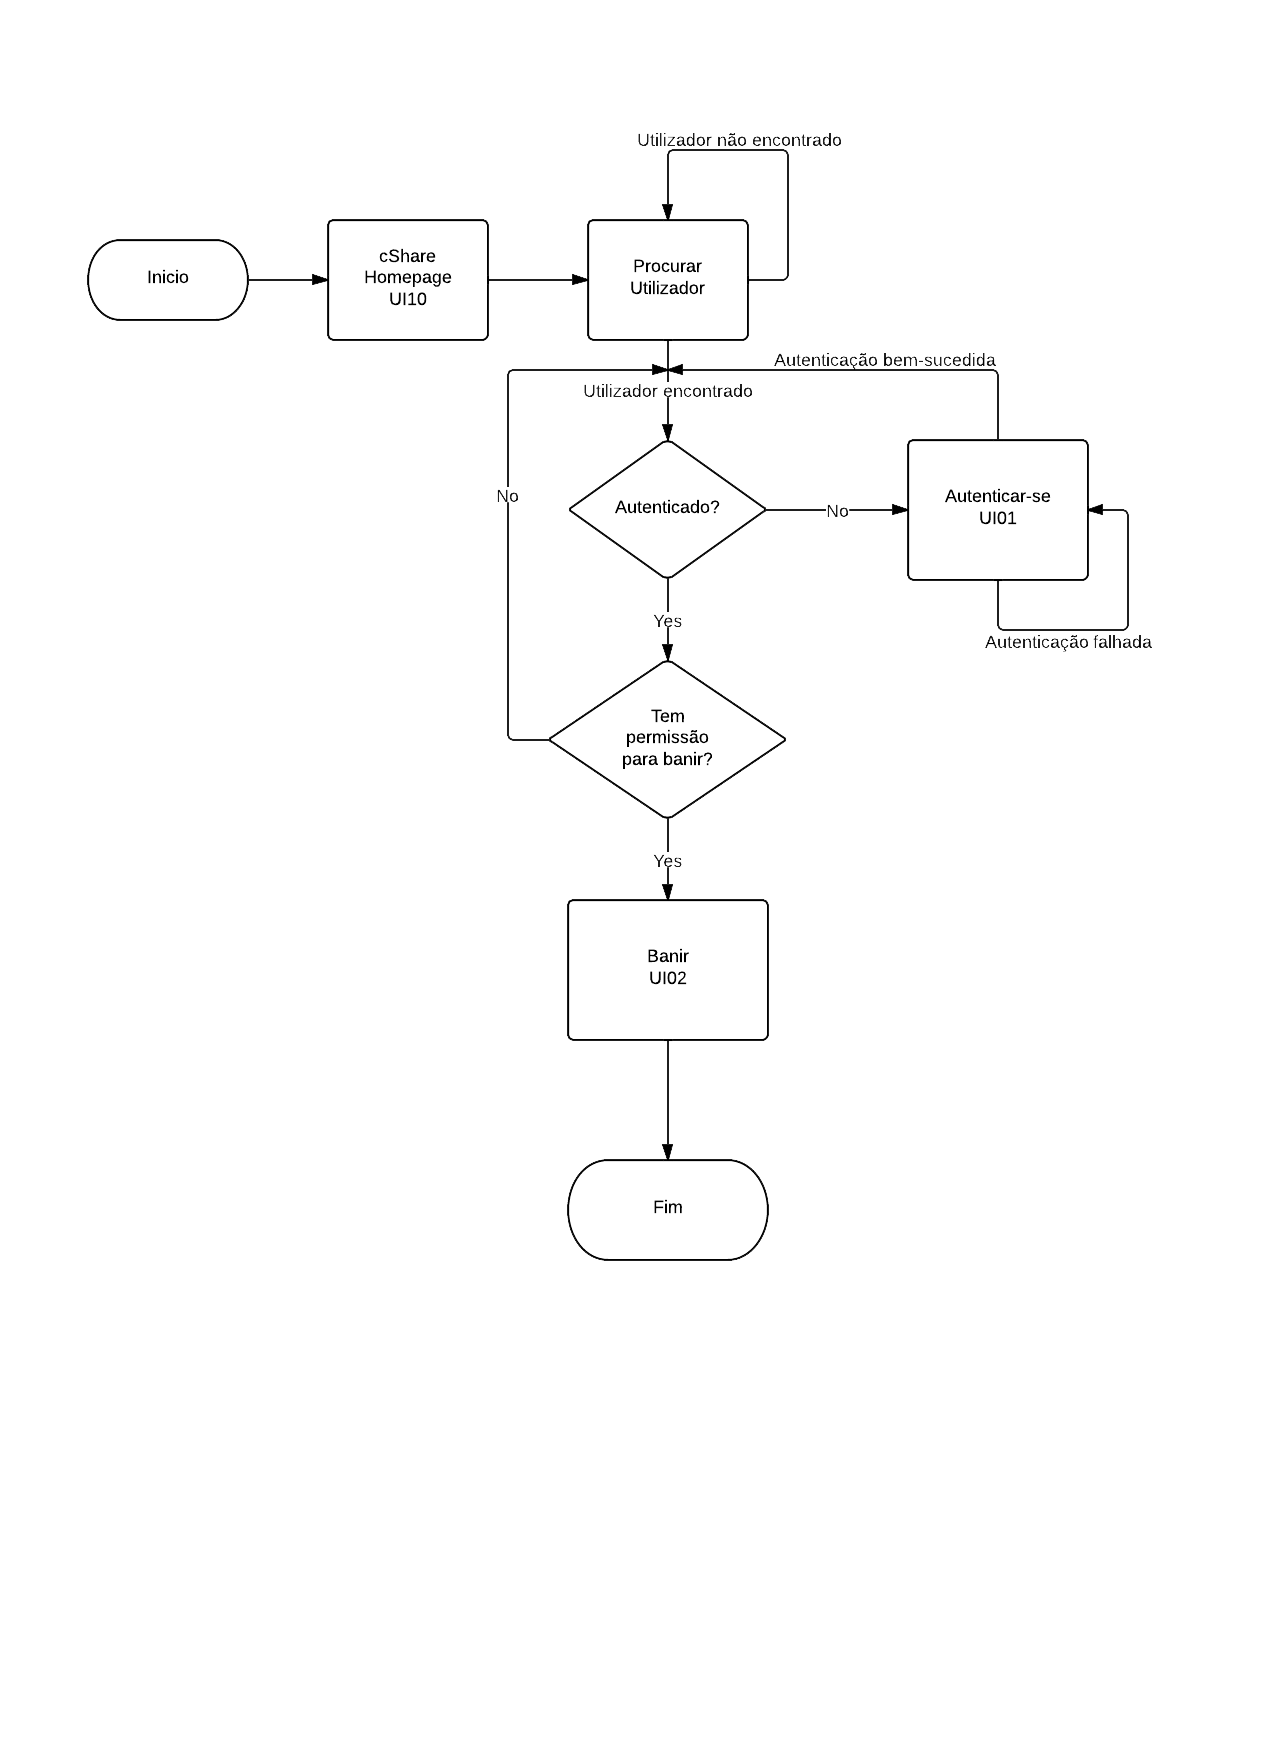 Utilizador não encontrado
Inicio
cShare
Homepage
UI10
Procurar
Utilizador
Autenticação bem-sucedida
Utilizador encontrado
No
Autenticado?
No
Autenticar-se
UI01
Yes
Autenticação falhada
Tem
permissão
para banir?
Yes
Banir
UI02
Fim